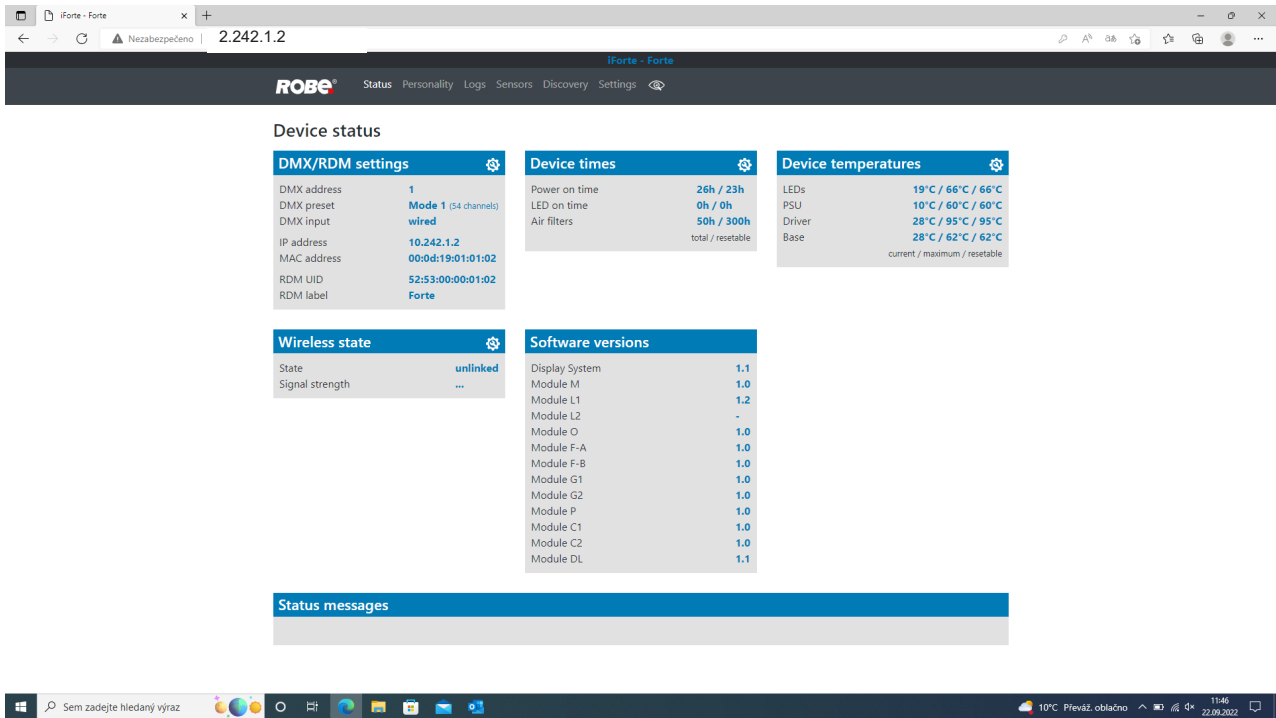 iForte - Forte
Nezabezpečeno | 2.242.1.2
iForte - Forte
ROBE® Status Personality Logs Sensors Discovery Settings
Device status
DMX/RDM settings
DMX address 1
DMX preset Mode 1 (54 channels)
DMX input wired
IP address 10.242.1.2
MAC address 00:0d:19:01:01:02
RDM UID 52:53:00:00:01:02
RDM label Forte
Device times
Power on time 26h / 23h
LED on time 0h / 0h
Air filters 50h / 300h
total / resetable
Device temperatures
LEDs 19°C / 66°C / 66°C
PSU 10°C / 60°C / 60°C
Driver 28°C / 95°C / 95°C
Base 28°C / 62°C / 62°C
current / maximum / resetable
Wireless state
State unlinked
Signal strength ...
Software versions
Display System 1.1
Module M 1.0
Module L1 1.2
Module L2 -
Module O 1.0
Module F-A 1.0
Module F-B 1.0
Module G1 1.0
Module G2 1.0
Module P 1.0
Module C1 1.0
Module C2 1.0
Module DL 1.1
Status messages
Sem zadejte hledaný výraz
10°C Převáž. oblačno
11:46
22.09.2022